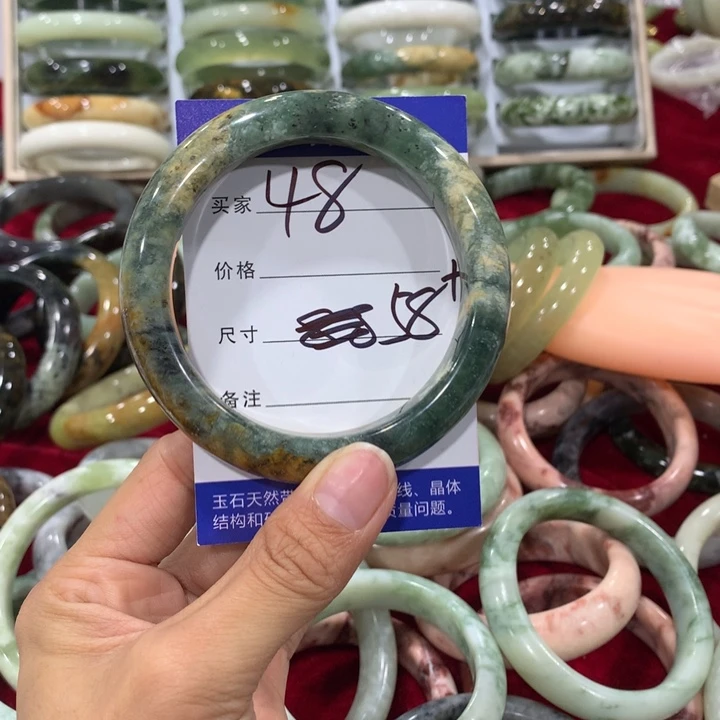 买家 48
价格
尺寸 58+
备注
玉石天然 线、晶体
结构和 质量问题。